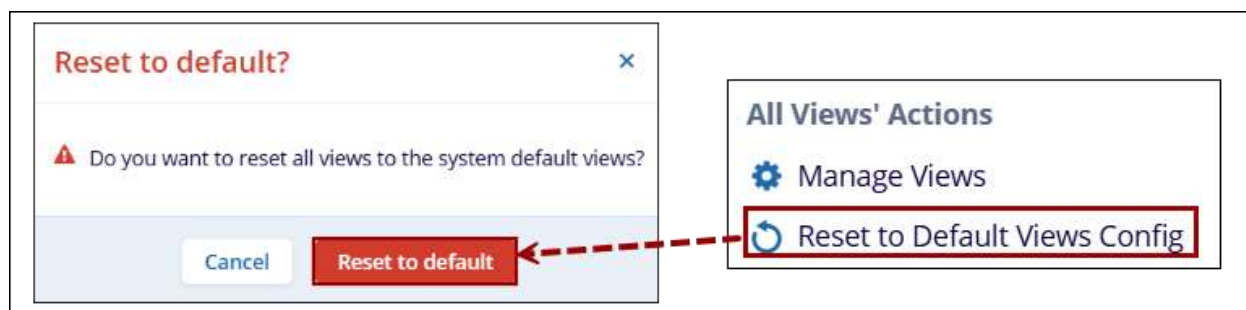 Reset to default?
×
Do you want to reset all views to the system default views?
Cancel
Reset to default
All Views' Actions
Manage Views
Reset to Default Views Config